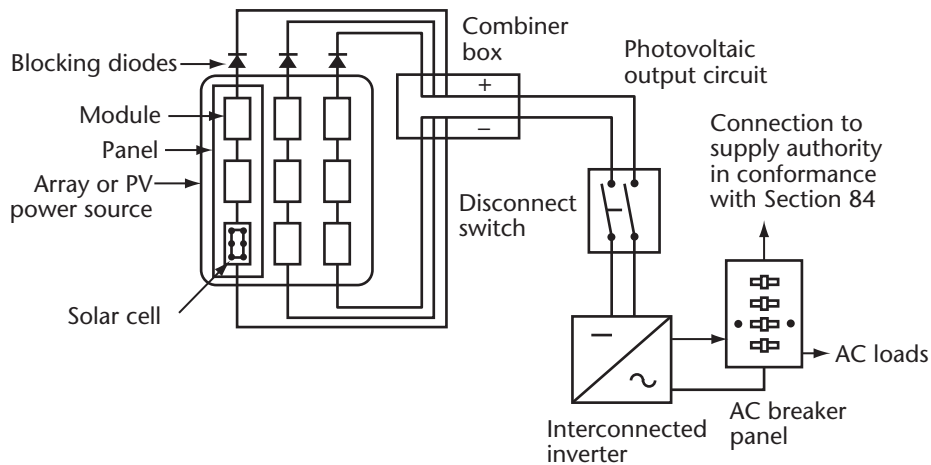 Combiner
box
Photovoltaic
output circuit
Blocking diodes
Module
Panel
Array or PV
power source
Solar cell
+
–
Disconnect
switch
Connection to
supply authority
in conformance
with Section 84
AC loads
AC breaker
panel
Interconnected
inverter